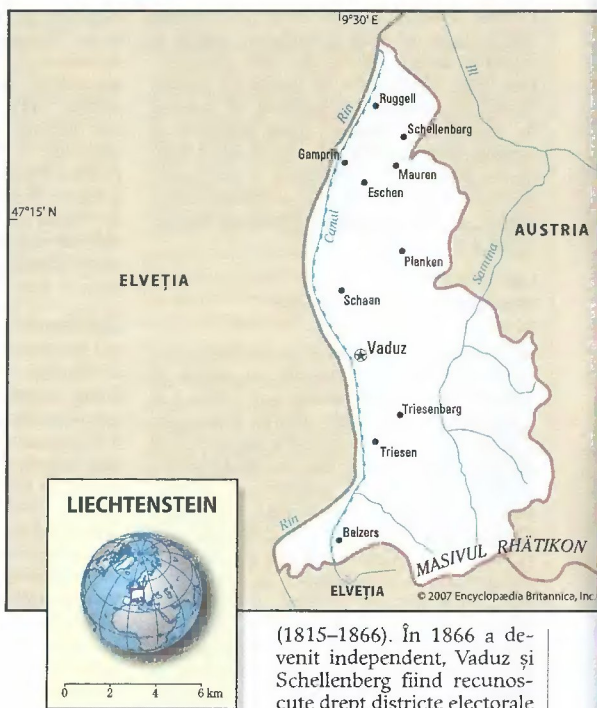 9°30' E
Ill
Ruggell
Rin
Schellenberg
Gamprin
Mauren
Eschen
47°15' N
Canal
AUSTRIA
Planken
Samina
ELVEȚIA
Schaan
Vaduz
Triesenberg
Triesen
LIECHTENSTEIN
Rin
Balzers
MASIVUL RHÄTIKON
ELVEȚIA
© 2007 Encyclopædia Britannica, Inc.
0 2 4 6 km
(1815–1866). În 1866 a de-
venit independent, Vaduz și
Schellenberg fiind recunos-
cute drept districte electorale